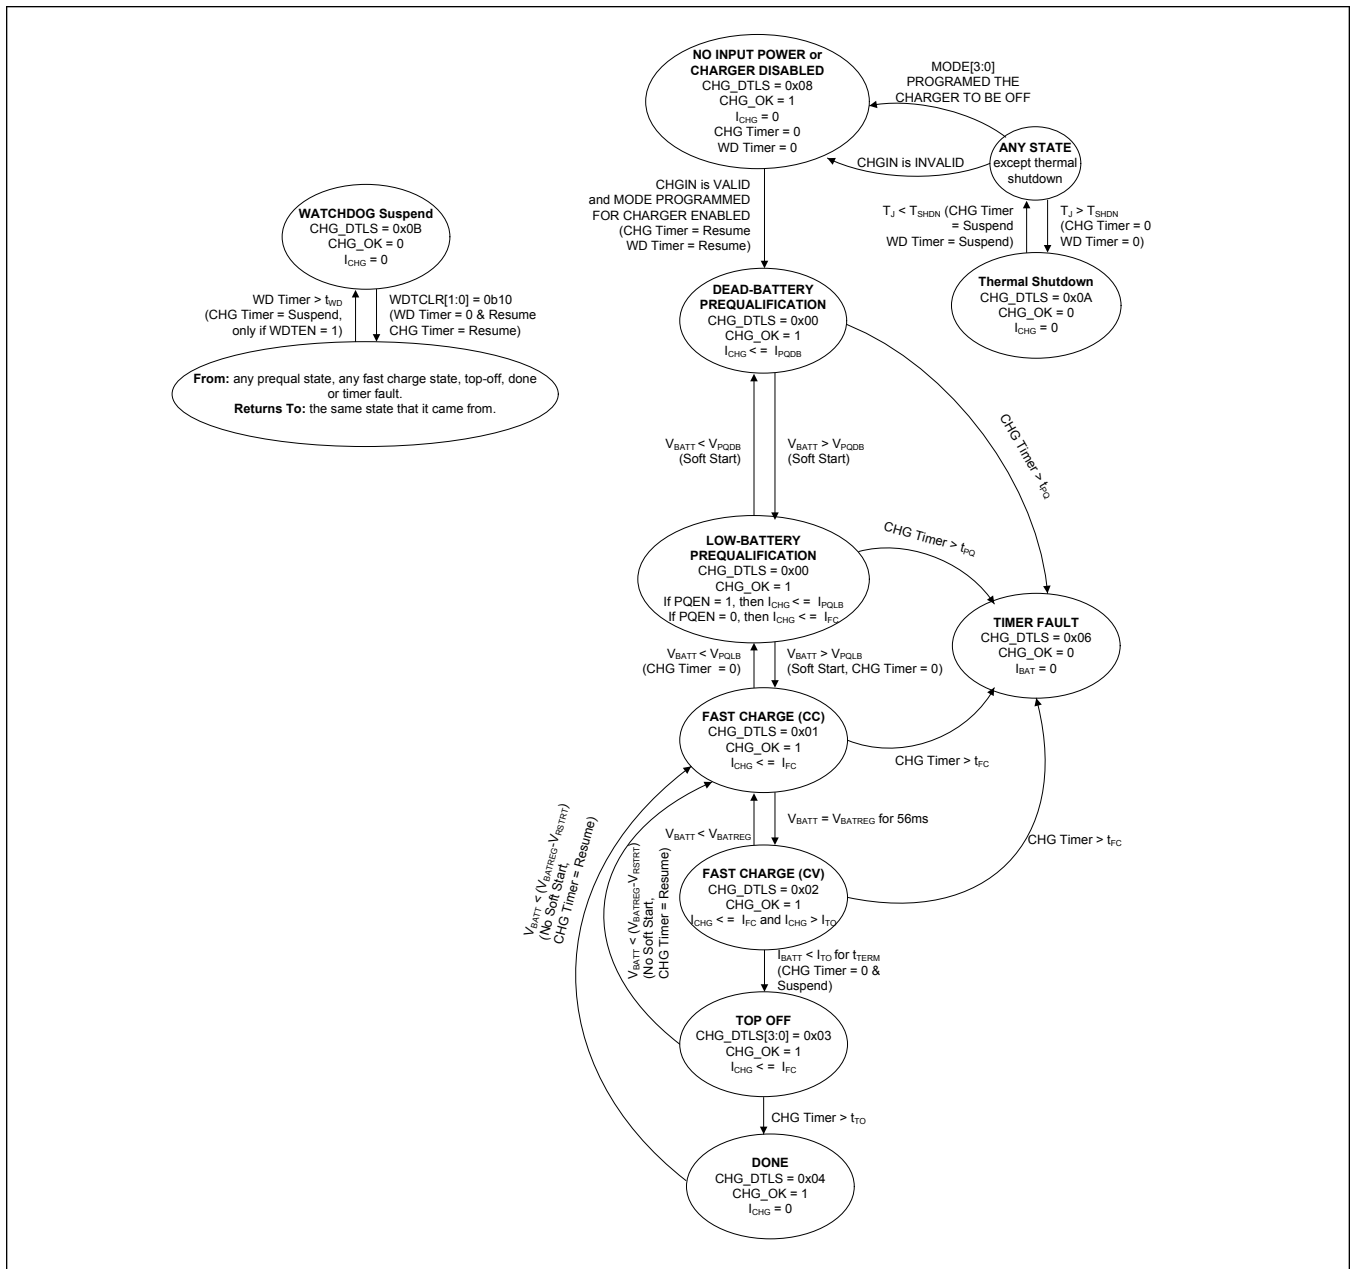 NO INPUT POWER or
CHARGER DISABLED
CHG_DTLS = 0x08
CHG_OK = 1
ICHG = 0
CHG Timer = 0
WD Timer = 0
MODE[3:0]
PROGRAMED THE
CHARGER TO BE OFF
ANY STATE
except thermal
shutdown
CHGIN is INVALID
CHGIN is VALID
and MODE PROGRAMMED
FOR CHARGER ENABLED
(CHG Timer = Resume
WD Timer = Resume)
TJ < TSHDN (CHG Timer
= Suspend
WD Timer = Suspend)
TJ > TSHDN
(CHG Timer = 0
WD Timer = 0)
Thermal Shutdown
CHG_DTLS = 0x0A
CHG_OK = 0
ICHG = 0
WATCHDOG Suspend
CHG_DTLS = 0x0B
CHG_OK = 0
ICHG = 0
WD Timer > tWD
(CHG Timer = Suspend,
only if WDTEN = 1)
WDTCLR[1:0] = 0b10
(WD Timer = 0 & Resume
CHG Timer = Resume)
From: any prequal state, any fast charge state, top-off, done
or timer fault.
Returns To: the same state that it came from.
DEAD-BATTERY
PREQUALIFICATION
CHG_DTLS = 0x00
CHG_OK = 1
ICHG < = IPQDB
VBATT < VPQDB
(Soft Start)
VBATT > VPQDB
(Soft Start)
CHG Timer > tPQ
LOW-BATTERY
PREQUALIFICATION
CHG_DTLS = 0x00
CHG_OK = 1
If PQEN = 1, then ICHG < = IPQLB
If PQEN = 0, then ICHG < = IFC
CHG Timer > tPQ
TIMER FAULT
CHG_DTLS = 0x06
CHG_OK = 0
IBAT = 0
VBATT < VPQLB
(CHG Timer = 0)
VBATT > VPQLB
(Soft Start, CHG Timer = 0)
FAST CHARGE (CC)
CHG_DTLS = 0x01
CHG_OK = 1
ICHG < = IFC
CHG Timer > tFC
VBATT < VBATREG
VBATT = VBATREG for 56ms
CHG Timer > tFC
FAST CHARGE (CV)
CHG_DTLS = 0x02
CHG_OK = 1
ICHG < = IFC and ICHG > ITO
VBATT < (VBATREG-VRSTRT)
(No Soft Start,
CHG Timer = Resume)
VBATT < (VBATREG-VRSTRT)
(No Soft Start,
CHG Timer = Resume)
IBATT < ITO for tTERM
(CHG Timer = 0 &
Suspend)
TOP OFF
CHG_DTLS[3:0] = 0x03
CHG_OK = 1
ICHG < = IFC
CHG Timer > tTO
DONE
CHG_DTLS = 0x04
CHG_OK = 1
ICHG = 0